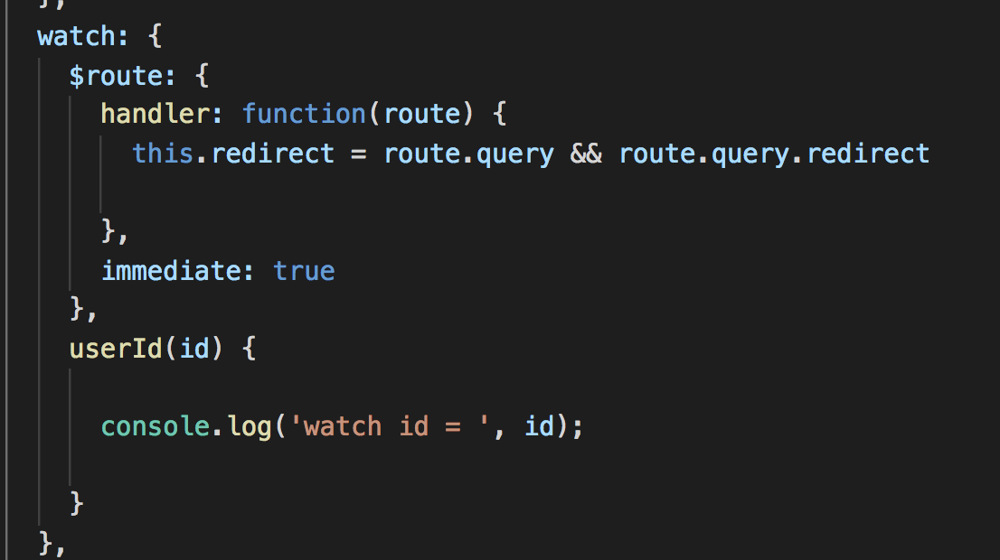 },
watch: {
$route: {
handler: function(route) {
this.redirect = route.query && route.query.redirect
},
immediate: true
},
userId(id) {
console.log('watch id = ', id);
}
},